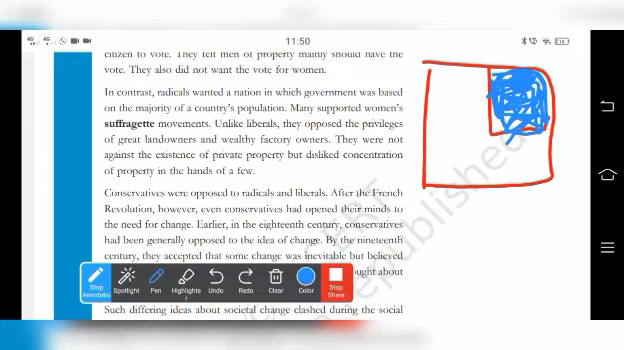 4G 4G 11:50 16
citizen to vote. They felt men of property mainly should have the
vote. They also did not want the vote for women.
In contrast, radicals wanted a nation in which government was based
on the majority of a country's population. Many supported women's
suffragette movements. Unlike liberals, they opposed the privileges
of great landowners and wealthy factory owners. They were not
against the existence of private property but disliked concentration
of property in the hands of a few.
Conservatives were opposed to radicals and liberals. After the French
Revolution, however, even conservatives had opened their minds to
the need for change. Earlier, in the eighteenth century, conservatives
had been generally opposed to the idea of change. By the nineteenth
century, they accepted that some change was inevitable but believed
ought about
Stop Annotatio Spotlight Pen Highlighter Undo Redo Clear Color Stop Share
Such differing ideas about societal change clashed during the social
republished